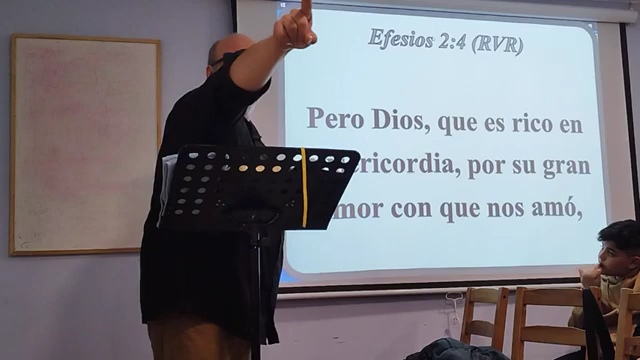 Efesios 2:4 (RVR)
Pero Dios, que es rico en
ericordia, por su gran
mor con que nos amó,